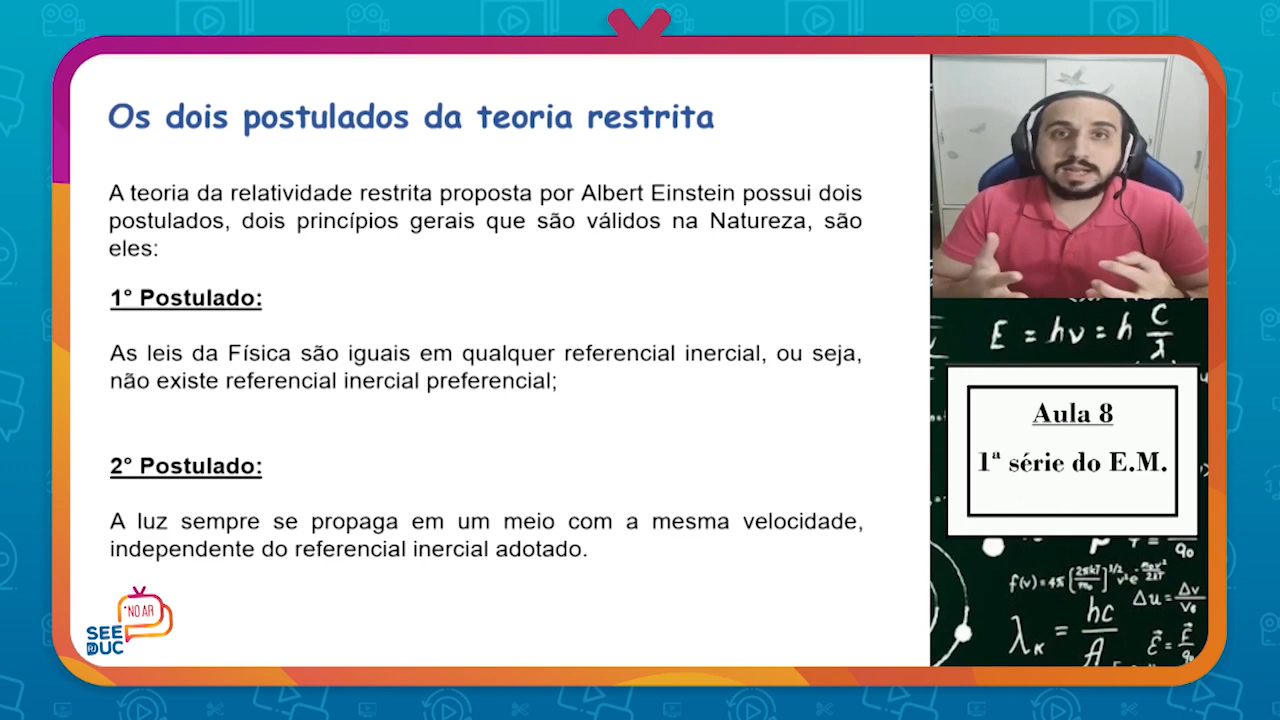 Os dois postulados da teoria restrita
A teoria da relatividade restrita proposta por Albert Einstein possui dois
postulados, dois princípios gerais que são válidos na Natureza, são
eles:
1° Postulado:
As leis da Física são iguais em qualquer referencial inercial, ou seja,
não existe referencial inercial preferencial;
2° Postulado:
A luz sempre se propaga em um meio com a mesma velocidade,
independente do referencial inercial adotado.
NO AR
SEE
DUC
E = hν = h C/λ
Aula 8
1ª série do E.M.
λ = hc/A